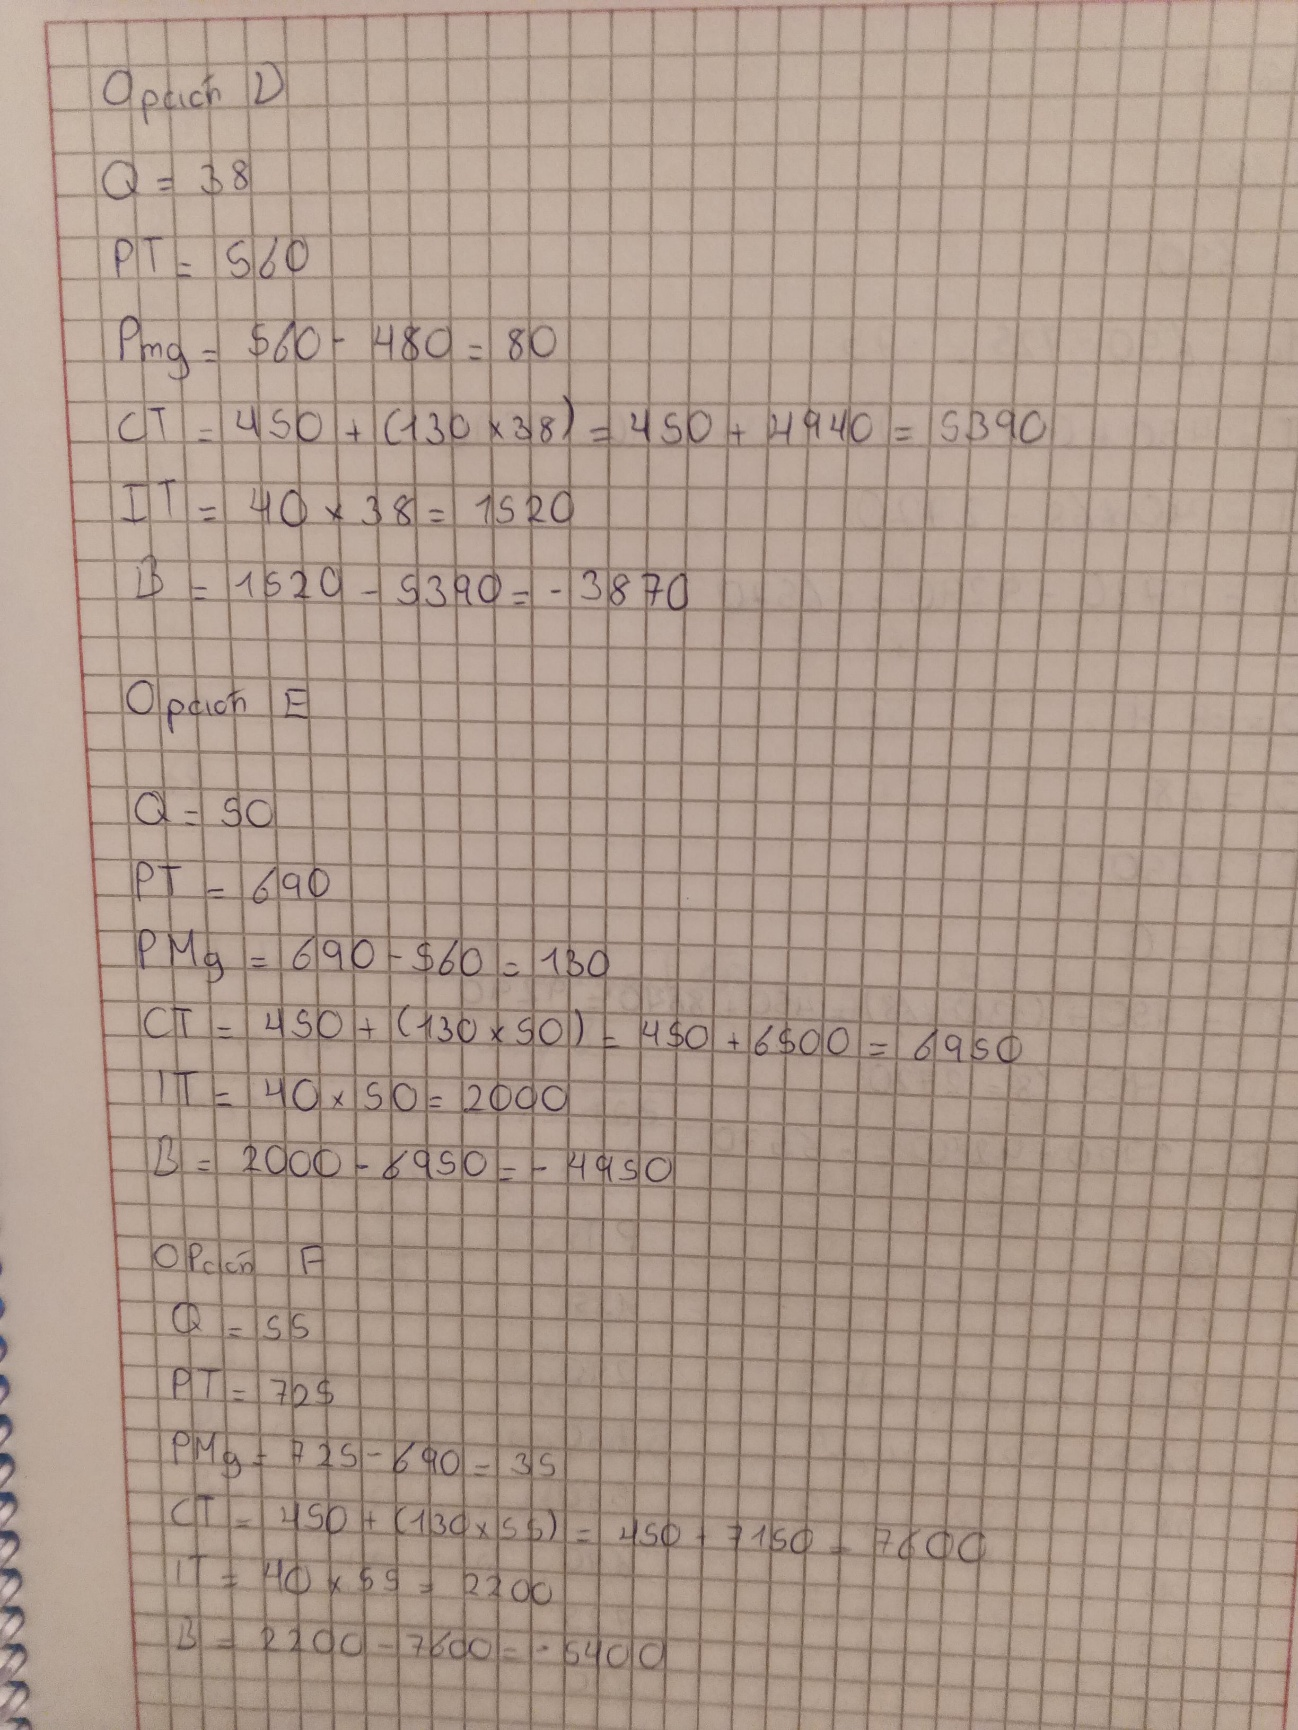 Opción D
Q = 38
PT = 560
Pmg = 560 - 480 = 80
CT = 450 + (130 x 38) = 450 + 4940 = 5390
IT = 40 x 38 = 1520
B = 1520 - 5390 = - 3870
Opción E
Q = 50
PT = 690
PMg = 690 - 560 = 130
CT = 450 + (130 x 50) = 450 + 6500 = 6950
IT = 40 x 50 = 2000
B = 2000 - 6950 = - 4950
OPción F
Q = 55
PT = 725
PMg = 725 - 690 = 35
CT = 450 + (130 x 55) = 450 + 7150 = 7600
IT = 40 x 55 = 2200
B = 2200 - 7600 = - 5400